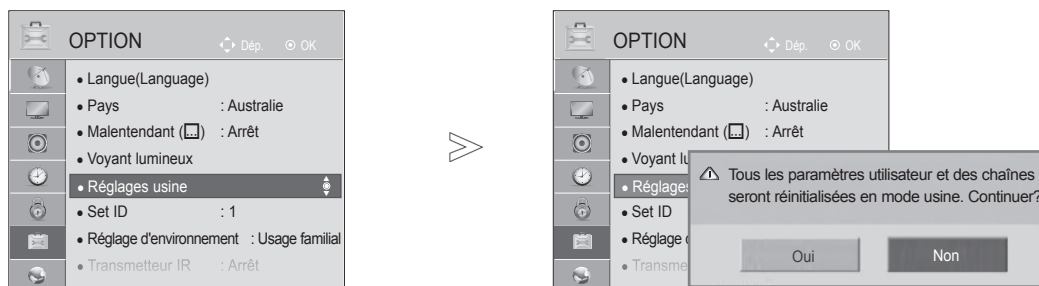 OPTION
Dép. OK
• Langue(Language)
• Pays : Australie
• Malentendant ( ) : Arrêt
• Voyant lumineux
• Réglages usine
• Set ID : 1
• Réglage d'environnement : Usage familial
• Transmetteur IR : Arrêt
OPTION
Dép. OK
• Langue(Language)
• Pays : Australie
• Malentendant ( ) : Arrêt
• Voyant lu
• Réglages
• Set ID
• Réglage d
• Transme
Tous les paramètres utilisateur et des chaînes
seront réinitialisées en mode usine. Continuer?
Oui Non